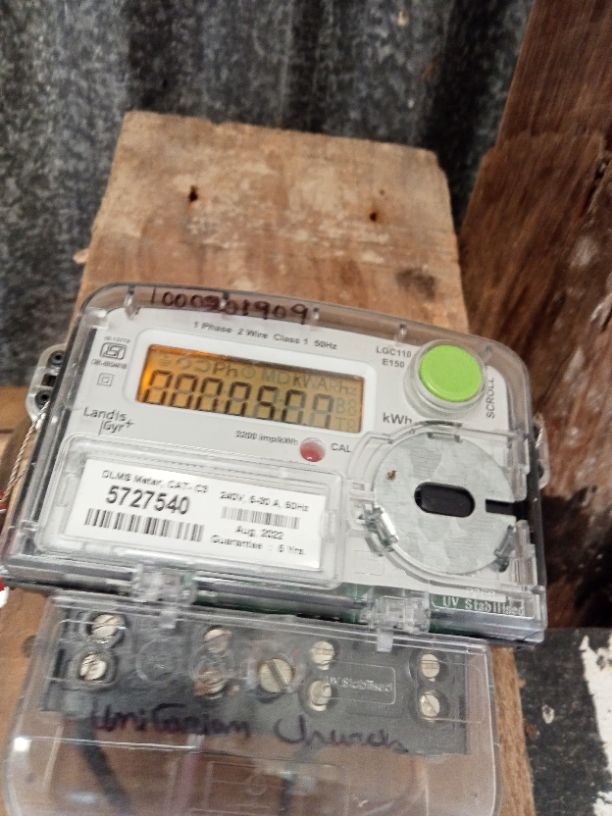 1000201909
1 Phase 2 Wire Class 1 50Hz
LGC110
E150
SCROLL
kWh
Landis
Gyr+
3200 imp/kWh
CAL
DLMS Meter, CAT- C3
5727540
240V, 5-30 A, 50Hz
Aug. 2022
Guarantee : 5 Yrs.
UV Stabilised
UV Stabilised
Unitarian Church